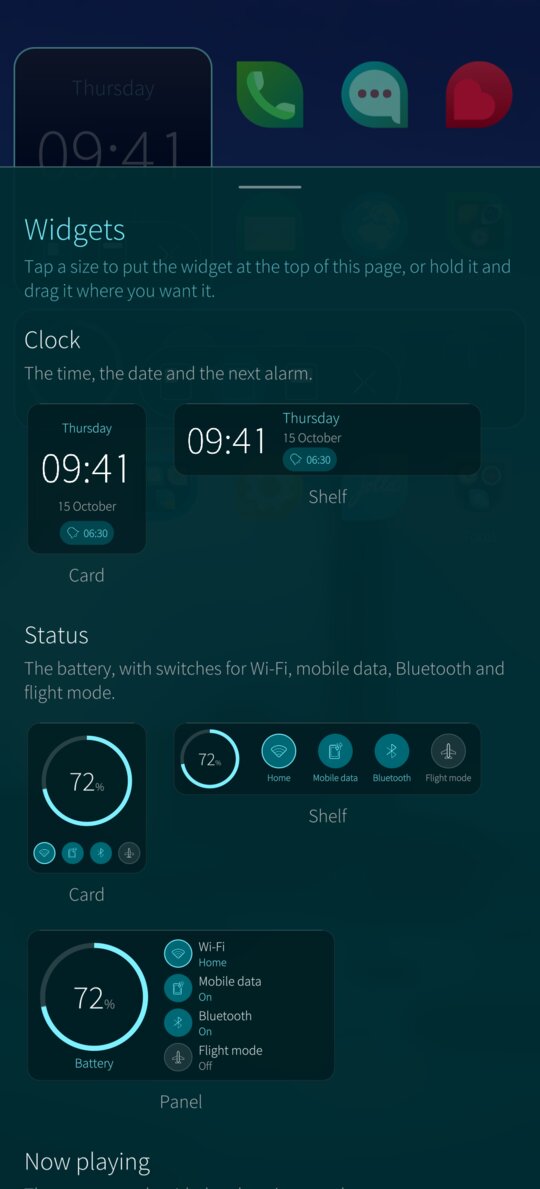 Thursday
09:41
Widgets
Tap a size to put the widget at the top of this page, or hold it and
drag it where you want it.
Clock
The time, the date and the next alarm.
Thursday
09:41
15 October
06:30
Card
09:41
Thursday
15 October
06:30
Shelf
Status
The battery, with switches for Wi-Fi, mobile data, Bluetooth and
flight mode.
72%
Card
72%
Home
Mobile data
Bluetooth
Flight mode
Shelf
72%
Battery
Wi-Fi
Home
Mobile data
On
Bluetooth
On
Flight mode
Off
Panel
Now playing